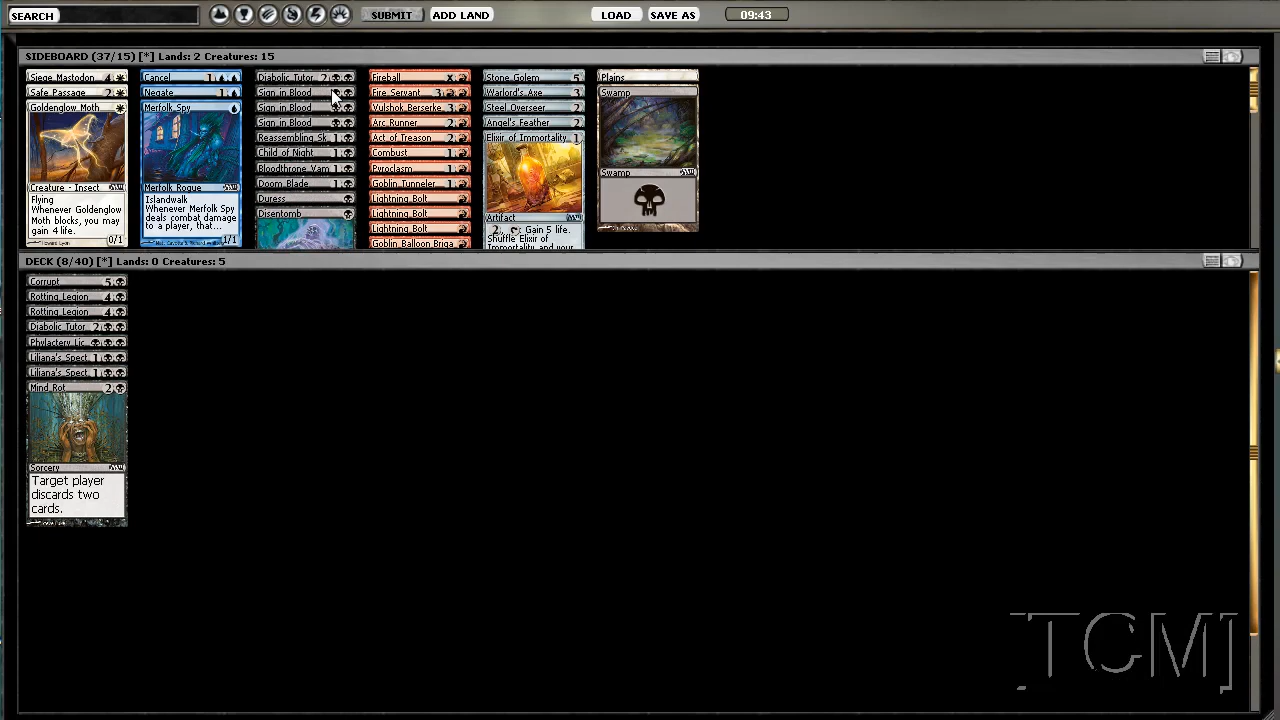 SEARCH SUBMIT ADD LAND LOAD SAVE AS 09:43
SIDEBOARD (37/15) [*] Lands: 2 Creatures: 15
Siege Mastodon 4
Safe Passage 2
Goldenglow Moth
Creature - Insect
Flying
Whenever Goldenglow
Moth blocks, you may
gain 4 life.
0/1
Cancel 1
Negate 1
Merfolk Spy
Merfolk Rogue
Islandwalk
Whenever Merfolk Spy
deals combat damage
to a player, that...
1/1
Diabolic Tutor 2
Sign in Blood
Sign in Blood
Sign in Blood
Reassembling Sk 1
Child of Night 1
Bloodthrone Vam 1
Doom Blade 1
Duress
Disentomb
Fireball X
Fire Servant 3
Vulshok Berserke 3
Arc Runner 2
Act of Treason 2
Combust 1
Pyroclasm 1
Goblin Tunneler 1
Lightning Bolt
Lightning Bolt
Lightning Bolt
Goblin Balloon Briga
Stone Golem 5
Warlord's Axe 3
Steel Overseer 2
Angel's Feather 2
Elixir of Immortality 1
Artifact
2, : Gain 5 life.
Shuffle Elixir of
Immortality and your
Plains
Swamp
Swamp
DECK (8/40) [*] Lands: 0 Creatures: 5
Corrupt 5
Rotting Legion 4
Rotting Legion 4
Diabolic Tutor 2
Phylactery Lic
Liliana's Spect 1
Liliana's Spect 1
Mind Rot 2
Sorcery
Target player
discards two
cards.
[TCM]